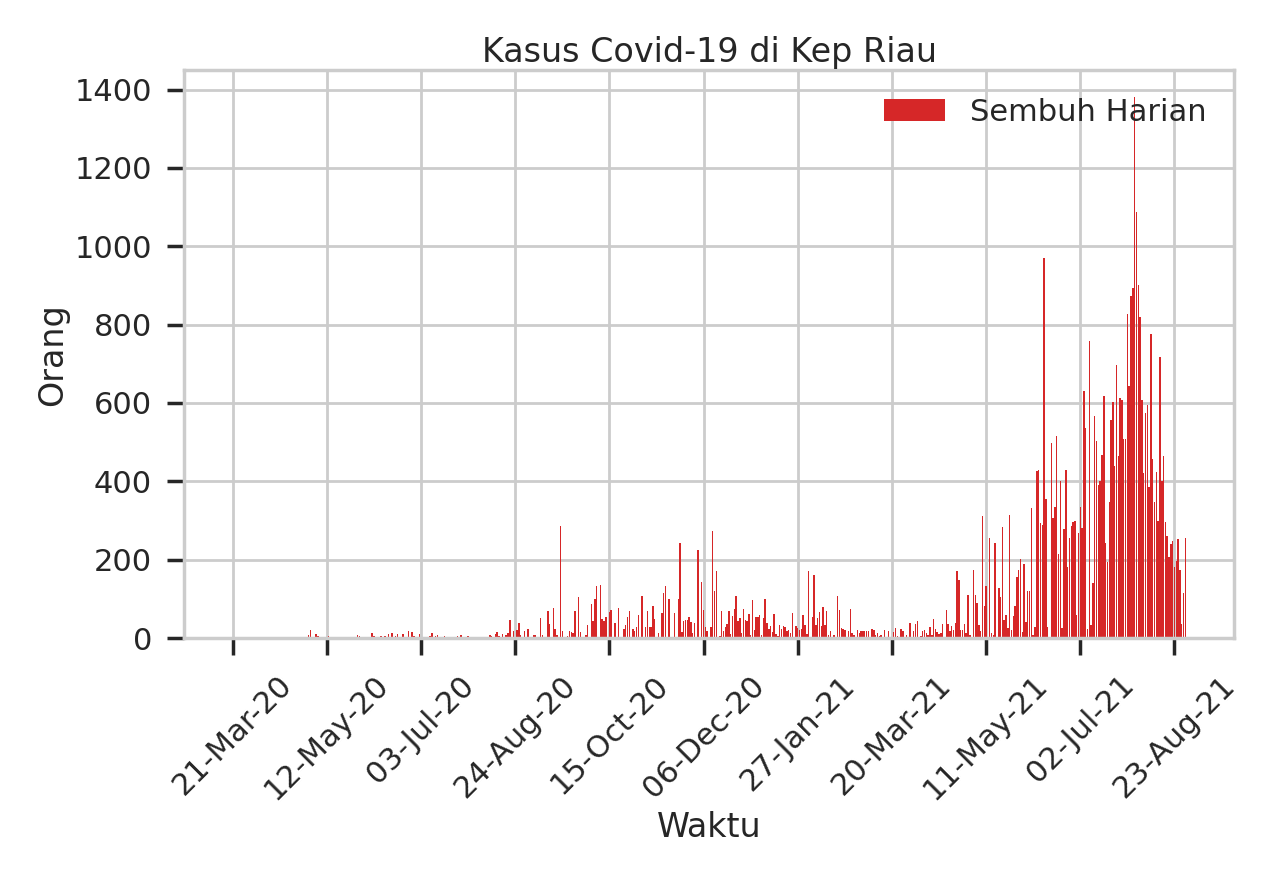 Kasus Covid-19 di Kep Riau
Sembuh Harian
1400
1200
1000
800
600
400
200
0
Orang
21-Mar-20
12-May-20
03-Jul-20
24-Aug-20
15-Oct-20
06-Dec-20
27-Jan-21
20-Mar-21
11-May-21
02-Jul-21
23-Aug-21
Waktu